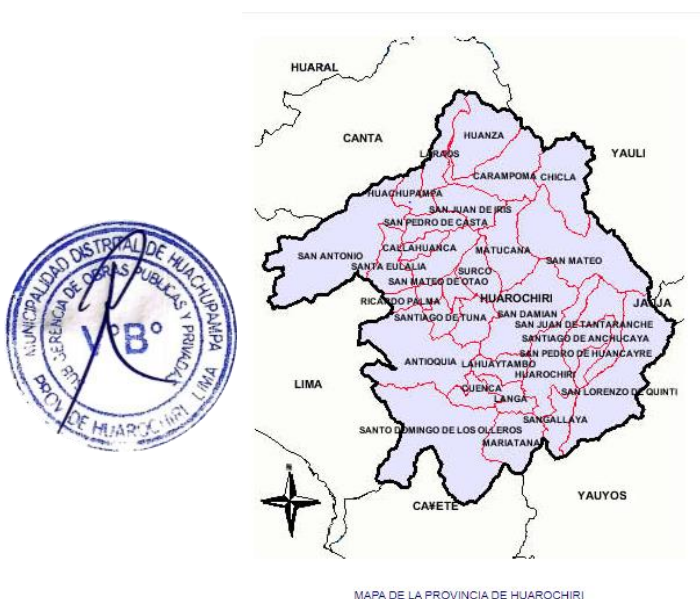 HUARAL
CANTA
HUANZA
LARAOS
YAULI
CARAMPOMA CHICLA
HUACHUPAMPA
SAN JUAN DE IRIS
SAN PEDRO DE CASTA
CALLAHUANCA
MATUCANA
SAN ANTONIO
SANTA EULALIA
SAN MATEO
SURCO
SAN MATEO DE OTAO
RICARDO PALMA
HUAROCHIRI
JAUJA
SANTIAGO DE TUNA
SAN DAMIAN
SAN JUAN DE TANTARANCHE
SANTIAGO DE ANCHUCAYA
SAN PEDRO DE HUANCAYRE
ANTIOQUIA
LAHUAYTAMBO
HUAROCHIRI
LIMA
CUENCA
LANGA
SAN LORENZO DE QUINTI
SANGALLAYA
SANTO DOMINGO DE LOS OLLEROS
MARIATANA
CA¥ETE
YAUYOS
N
MAPA DE LA PROVINCIA DE HUAROCHIRI
MUNICIPALIDAD DISTRITAL DE HUACHUPAMPA
SUB GERENCIA DE OBRAS PUBLICAS Y PRIVADAS
V°B°
PROV. DE HUAROCHIRI LIMA